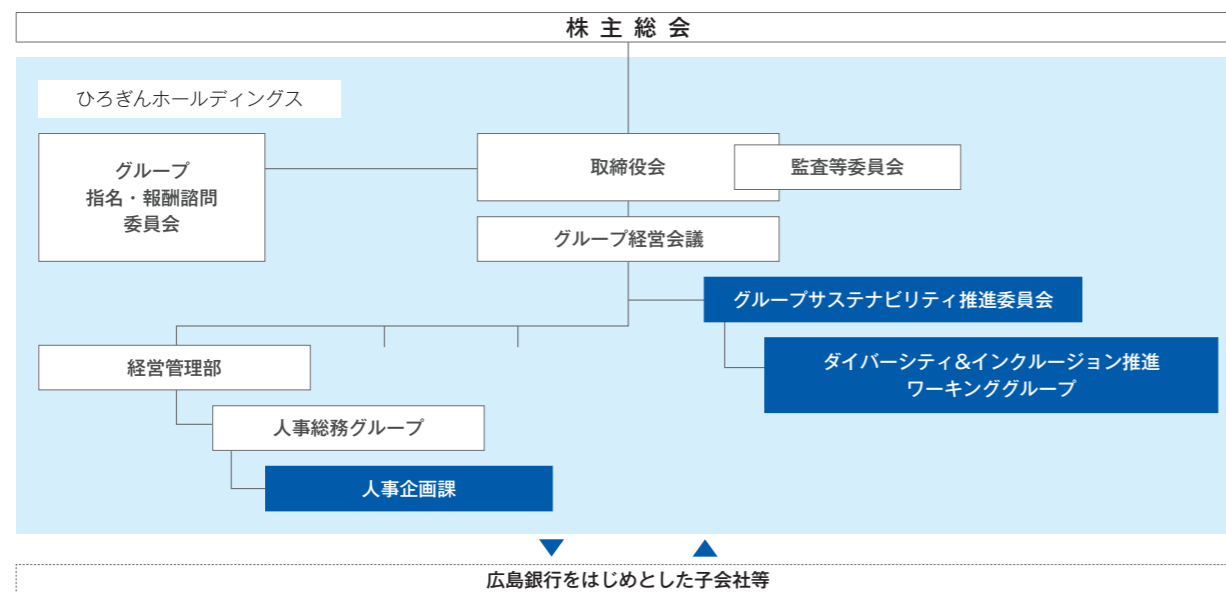 株主総会
ひろぎんホールディングス
グループ
指名・報酬諮問
委員会
取締役会
監査等委員会
グループ経営会議
グループサステナビリティ推進委員会
ダイバーシティ&インクルージョン推進
ワーキンググループ
経営管理部
人事総務グループ
人事企画課
広島銀行をはじめとした子会社等